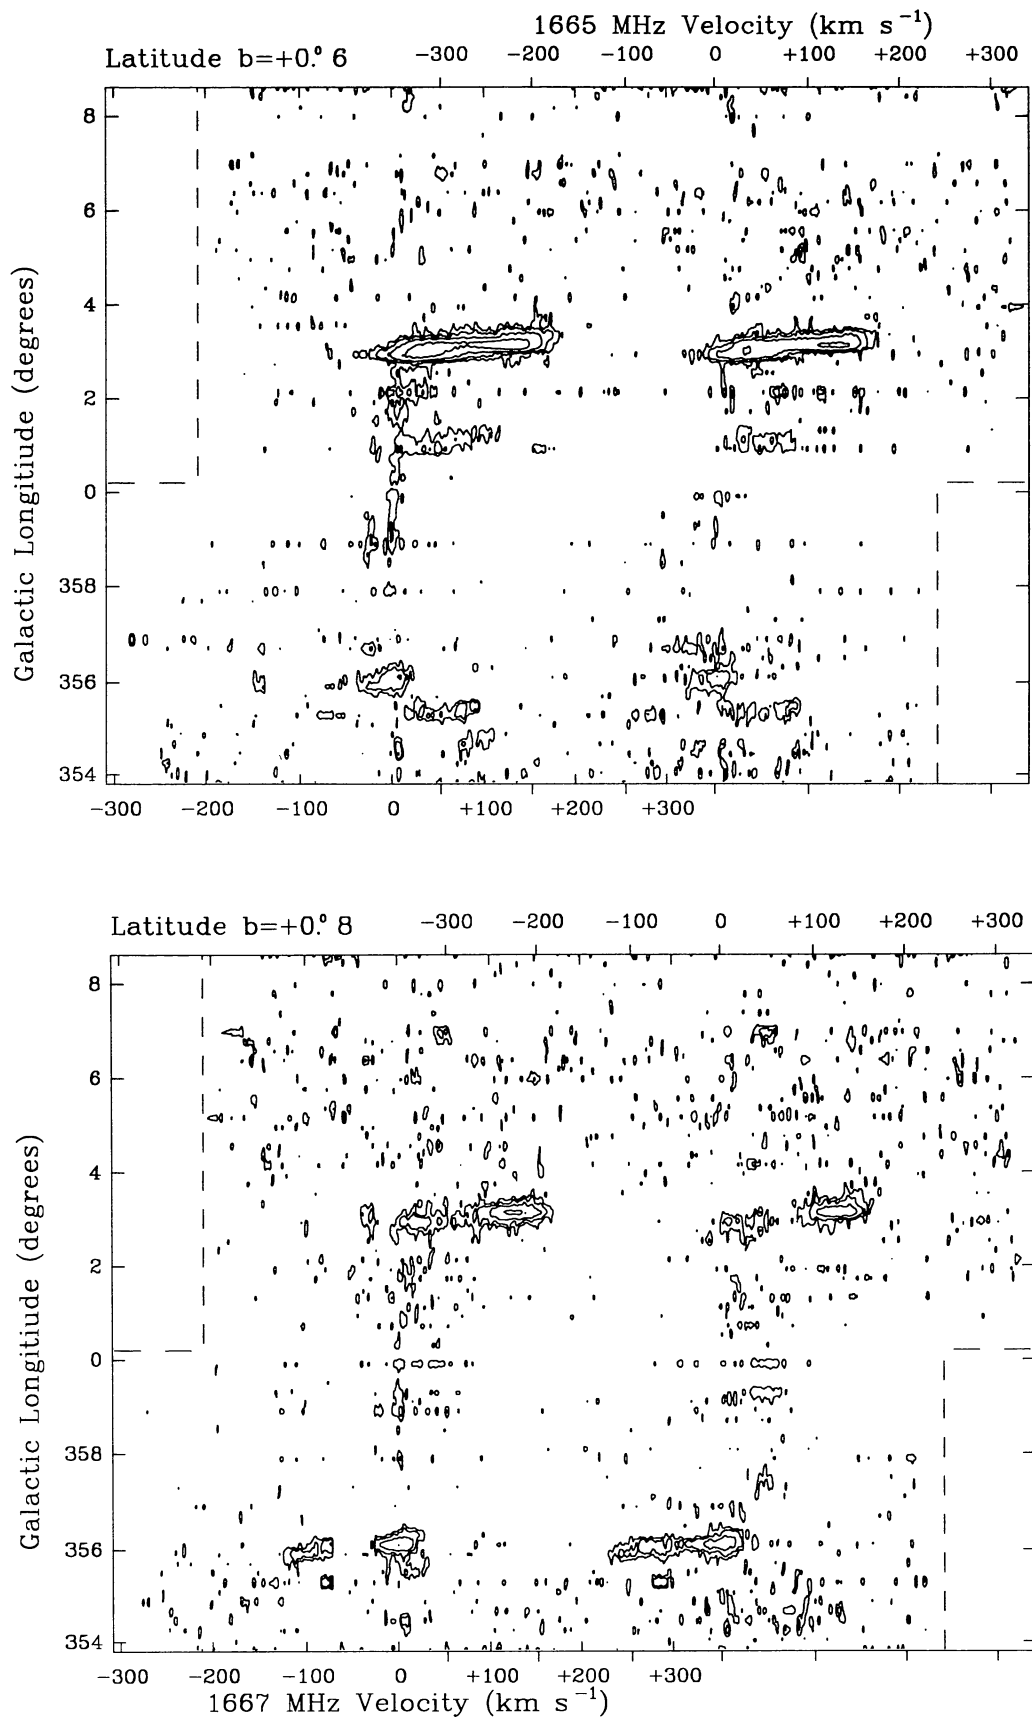 1665 MHz Velocity (km s⁻¹)
Latitude b=+0.°6
-300 -200 -100 0 +100 +200 +300
8
6
4
2
0
358
356
354
Galactic Longitiude (degrees)
-300 -200 -100 0 +100 +200 +300
Latitude b=+0.°8
-300 -200 -100 0 +100 +200 +300
8
6
4
2
0
358
356
354
Galactic Longitiude (degrees)
-300 -200 -100 0 +100 +200 +300
1667 MHz Velocity (km s⁻¹)